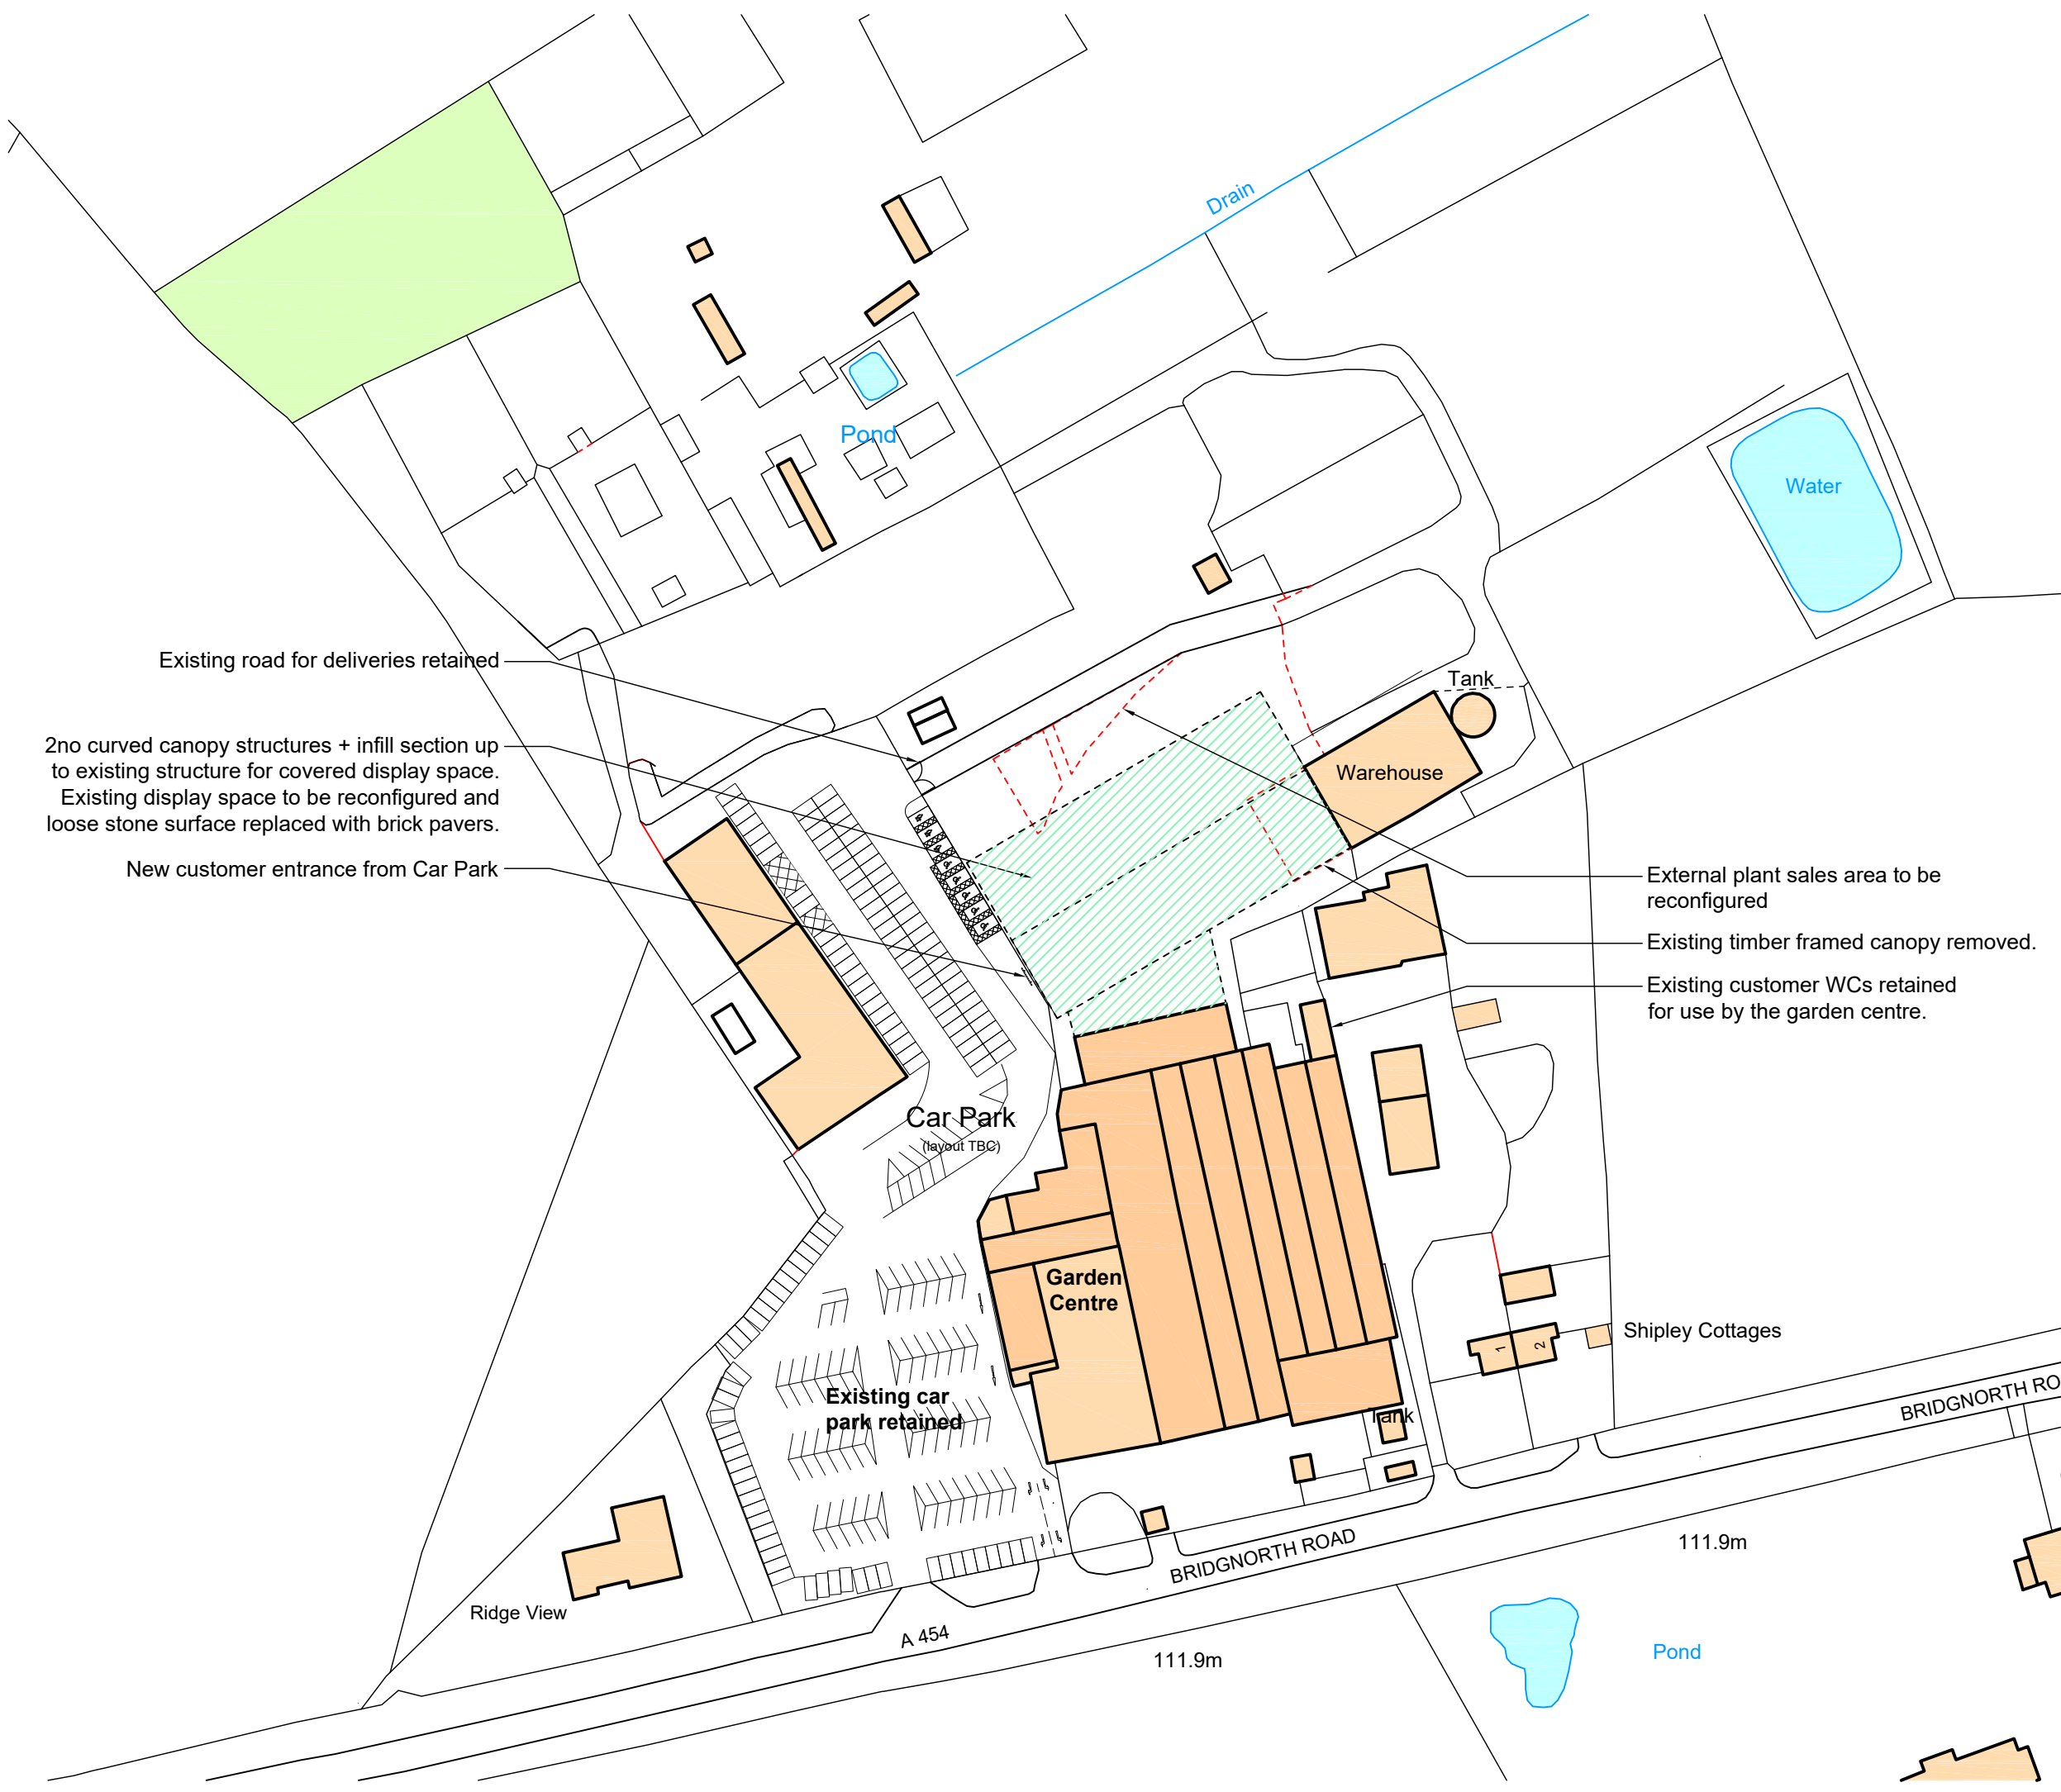 Drain
Pond
Water
Existing road for deliveries retained
Tank
2no curved canopy structures + infill section up
to existing structure for covered display space.
Existing display space to be reconfigured and
loose stone surface replaced with brick pavers.
Warehouse
New customer entrance from Car Park
External plant sales area to be
reconfigured
Existing timber framed canopy removed.
Existing customer WCs retained
for use by the garden centre.
Car Park
(layout TBC)
Garden
Centre
Shipley Cottages
1
2
Existing car
park retained
Tank
BRIDGNORTH RO
BRIDGNORTH ROAD
111.9m
Ridge View
A 454
111.9m
Pond